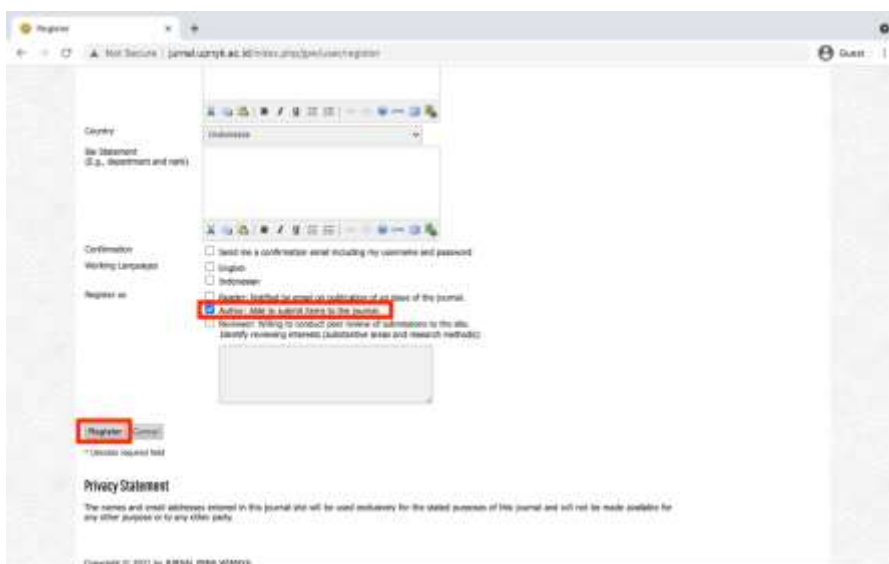 Register
Not Secure | jurnal.upnyk.ac.id/index.php/jpw/user/register
Guest
Country
Indonesia
Bio Statement
(E.g., department and rank)
Confirmation
Send me a confirmation email including my username and password
Working Languages
English
Indonesian
Register as
Reader: Notified by email on publication of an issue of the journal.
Author: Able to submit items to the journal.
Reviewer: Willing to conduct peer review of submissions to the site.
Identify reviewing interests (substantive areas and research methods):
Register Cancel
* Denotes required field
Privacy Statement
The names and email addresses entered in this journal site will be used exclusively for the stated purposes of this journal and will not be made available for
any other purpose or to any other party.